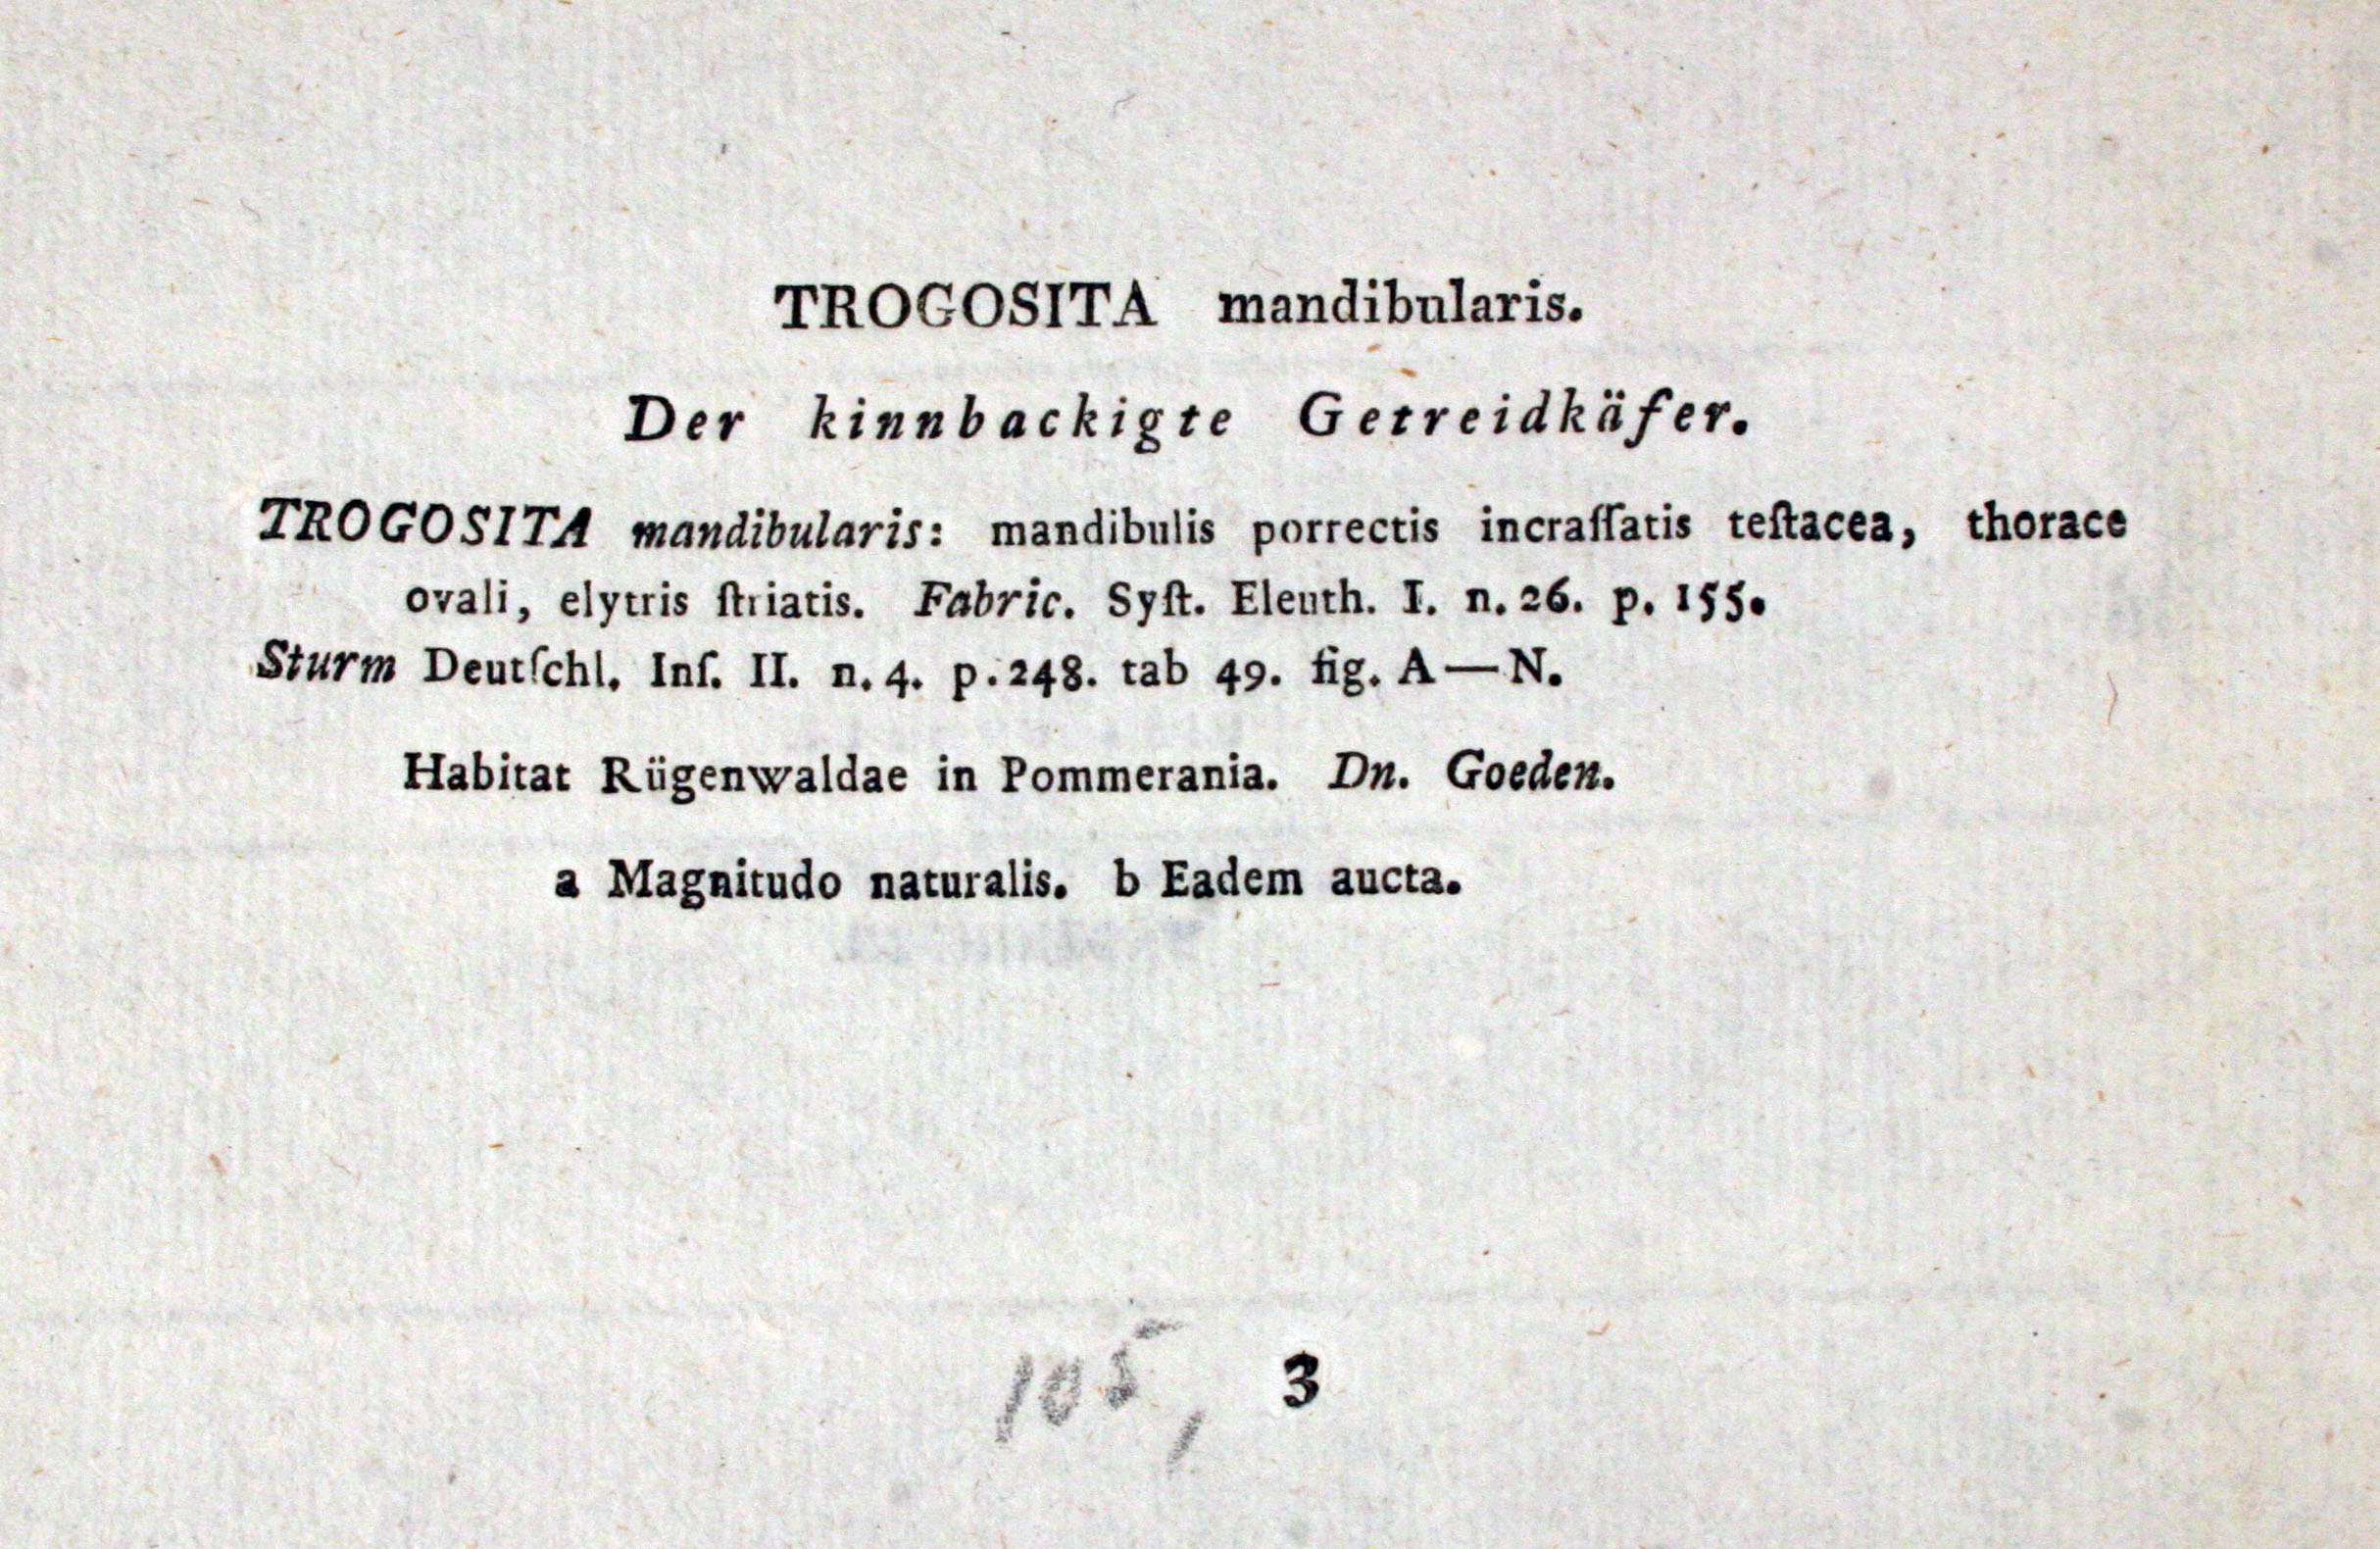 TROGOSITA mandibularis.
Der kinnbackigte Getreidkäfer.
TROGOSITA mandibularis: mandibulis porrectis incraſſatis teſtacea, thorace
ovali, elytris ſtriatis. Fabric. Syſt. Eleuth. I. n. 26. p. 155.
Sturm Deutſchl. Inſ. II. n. 4. p. 248. tab 49. fig. A—N.
Habitat Rügenwaldae in Pommerania. Dn. Goeden.
a Magnitudo naturalis. b Eadem aucta.
105, 3